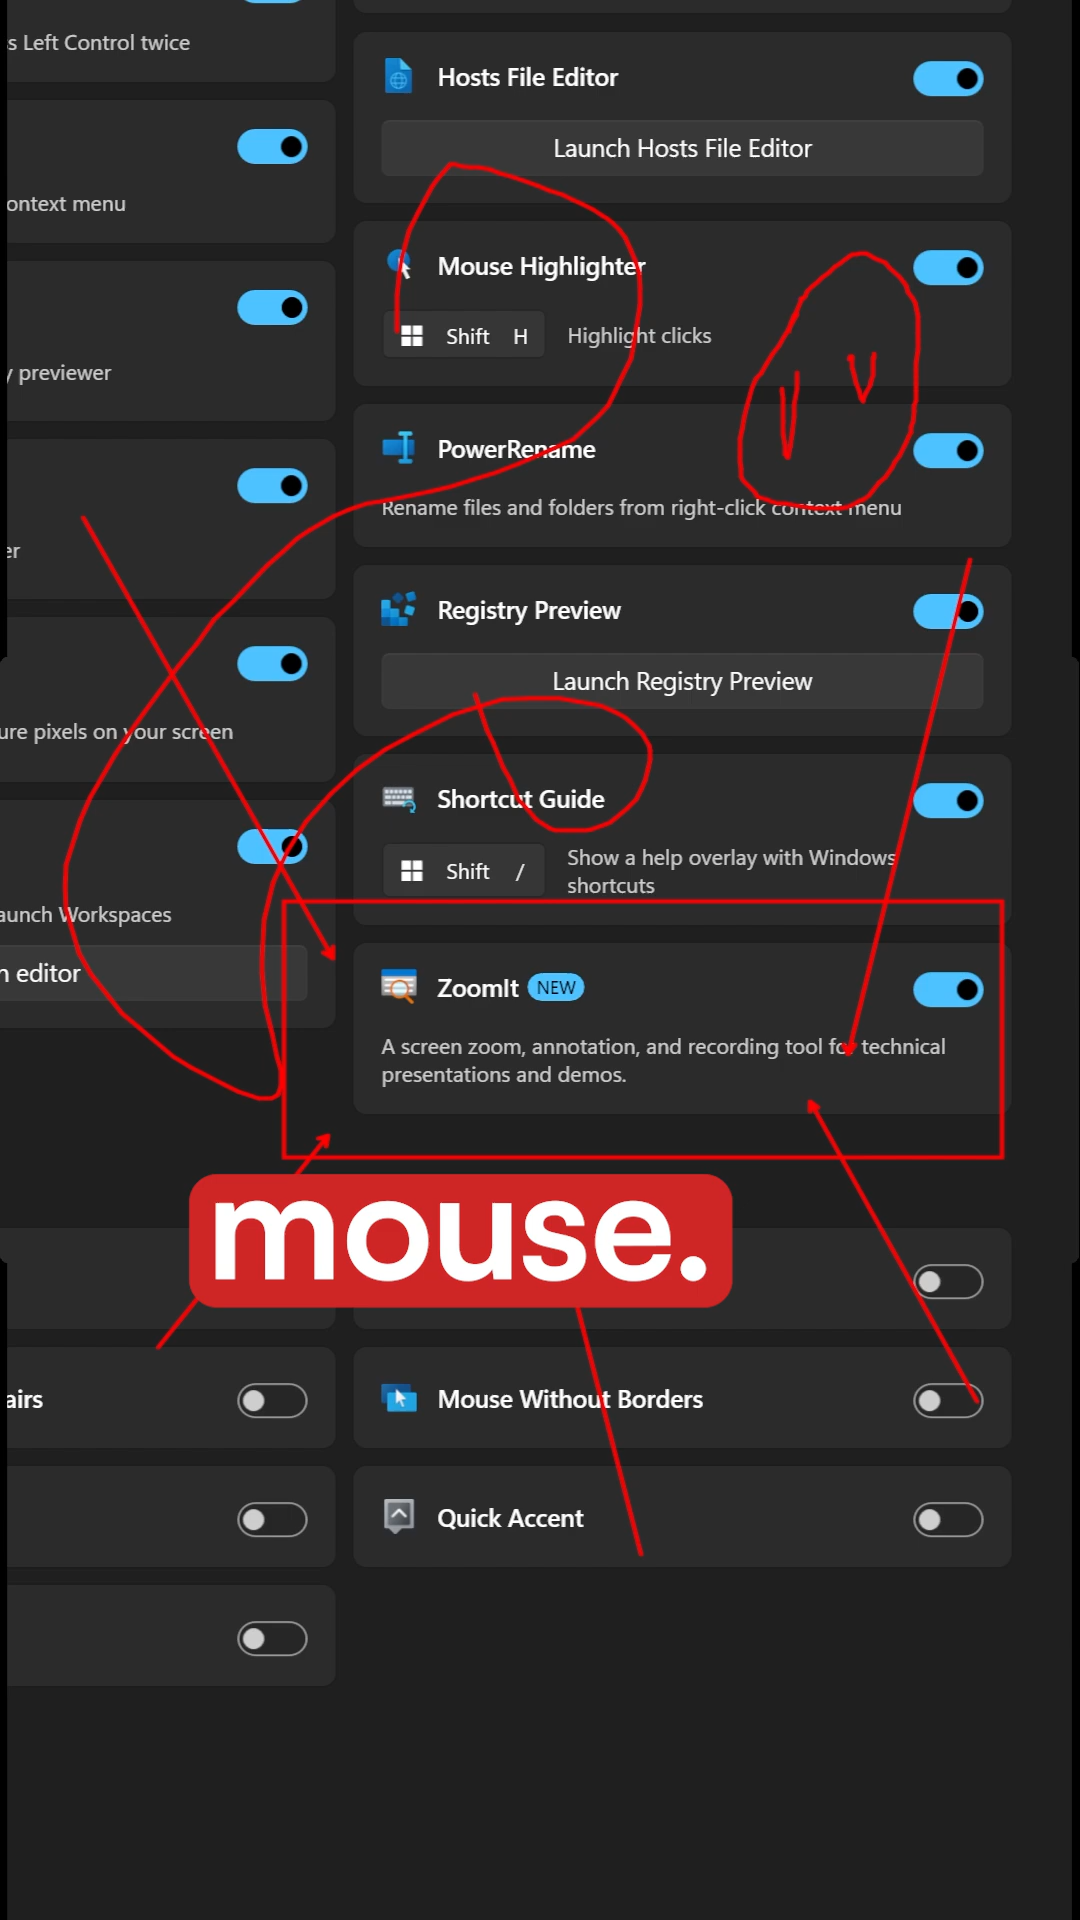 s Left Control twice
ontext menu
y previewer
er
ure pixels on your screen
aunch Workspaces
n editor
airs
Hosts File Editor
Launch Hosts File Editor
Mouse Highlighter
Shift H Highlight clicks
PowerRename
Rename files and folders from right-click context menu
Registry Preview
Launch Registry Preview
Shortcut Guide
Shift / Show a help overlay with Windows
shortcuts
ZoomIt NEW
A screen zoom, annotation, and recording tool for technical
presentations and demos.
mouse.
Mouse Without Borders
Quick Accent